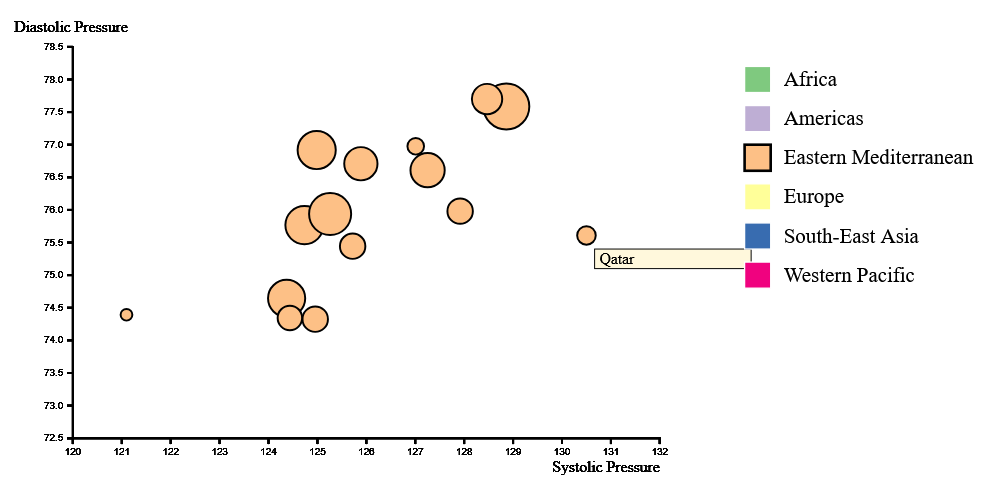 Diastolic Pressure
78.5
78.0
77.5
77.0
76.5
76.0
75.5
75.0
74.5
74.0
73.5
73.0
72.5
120 121 122 123 124 125 126 127 128 129 130 131 132
Systolic Pressure
Qatar
Africa
Americas
Eastern Mediterranean
Europe
South-East Asia
Western Pacific